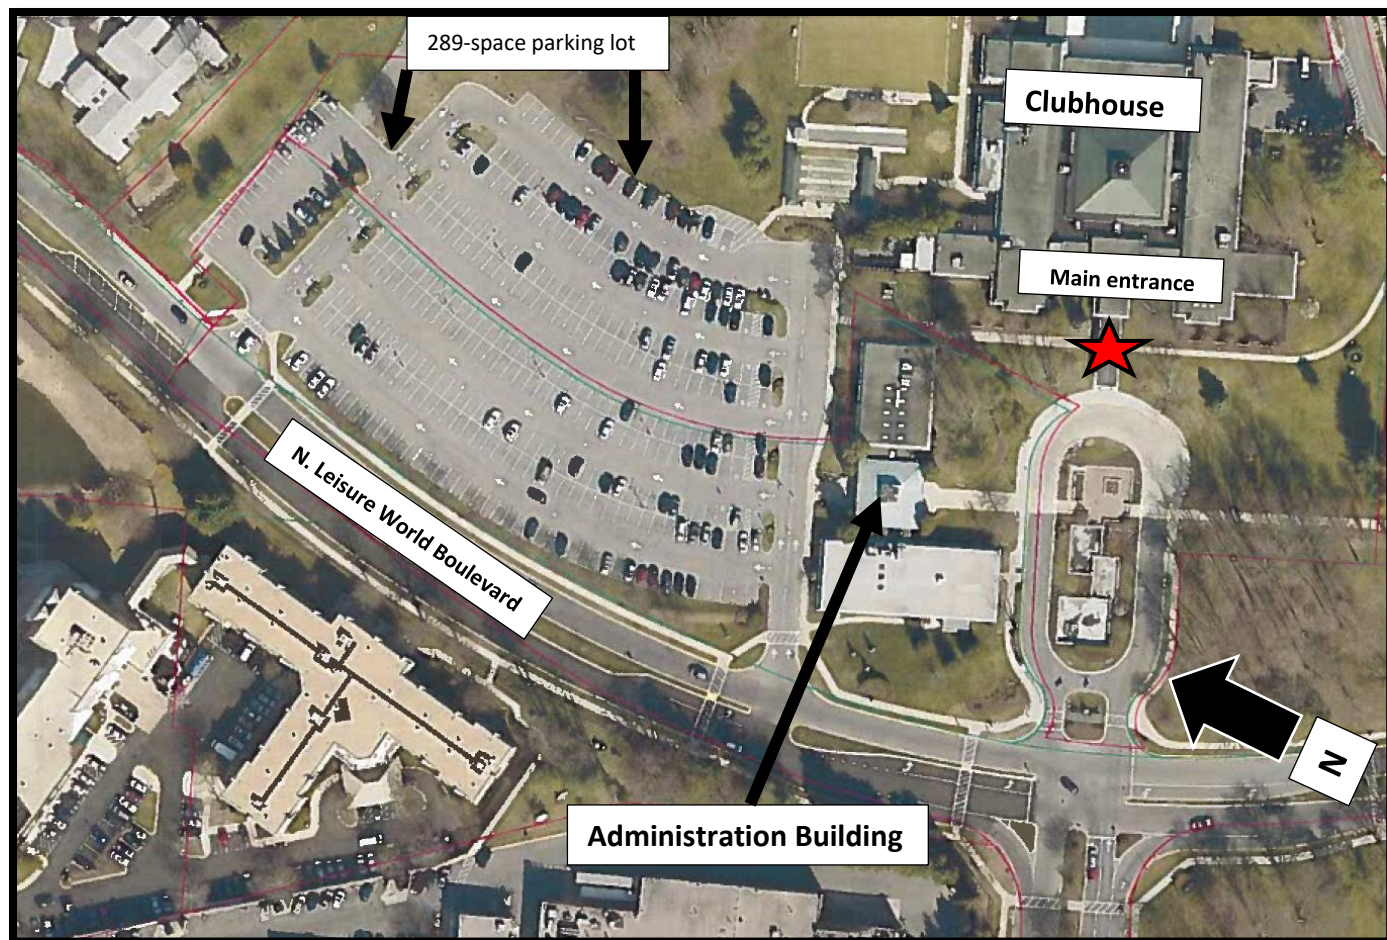 289-space parking lot
Clubhouse
Main entrance
N. Leisure World Boulevard
Administration Building
N